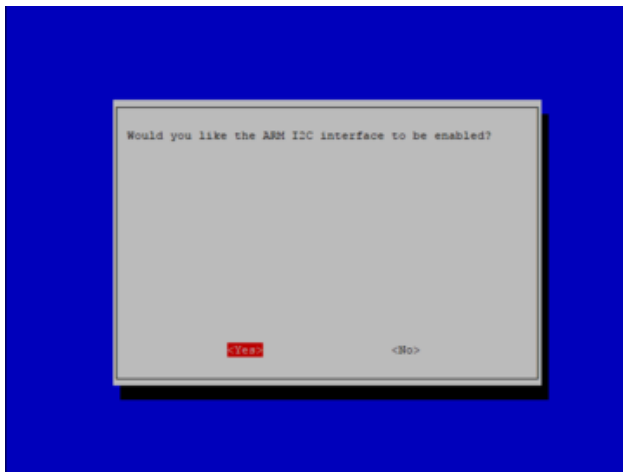 Would you like the ARM I2C interface to be enabled?
<Yes> <No>